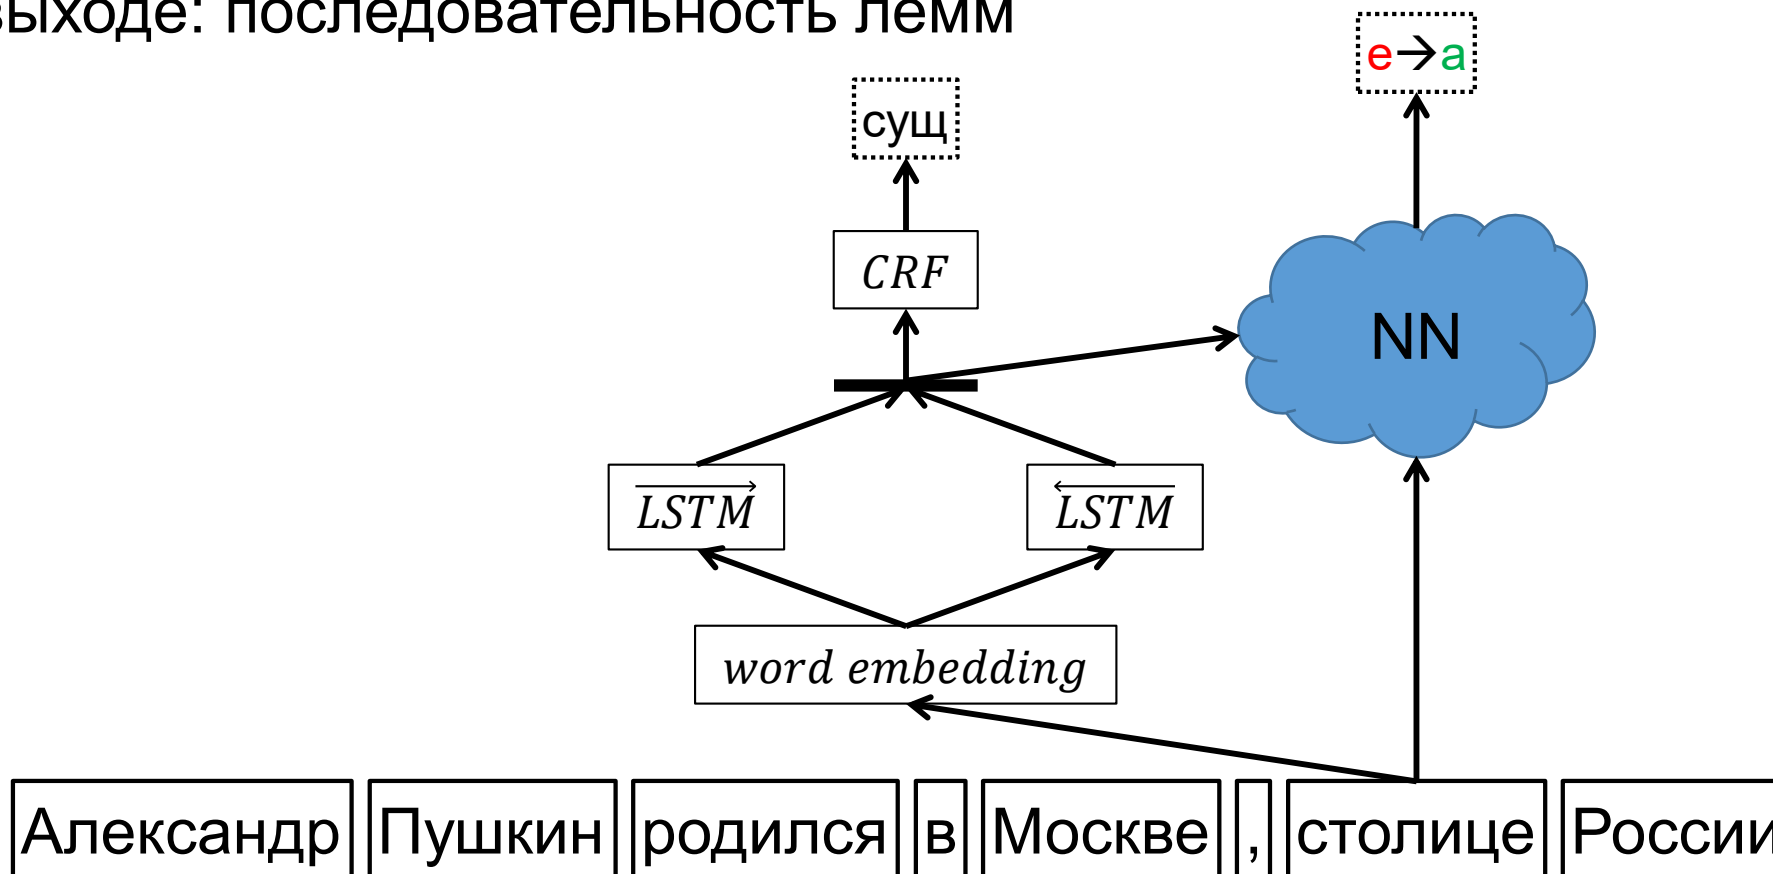 выходе: последовательность лемм
е→а
сущ
CRF
NN
LSTM LSTM
word embedding
Александр Пушкин родился в Москве , столице России